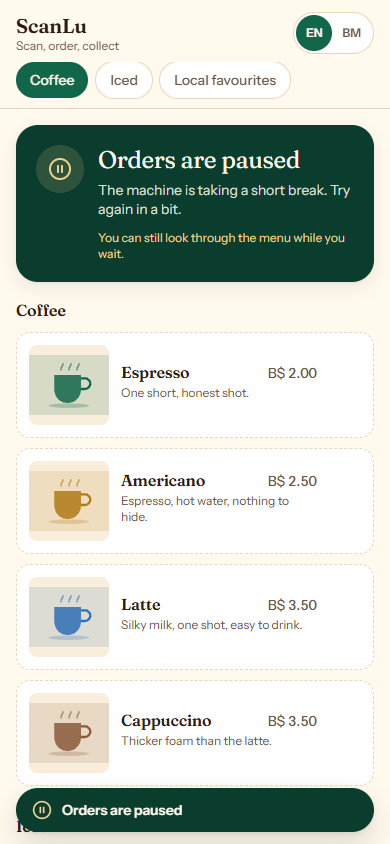 ScanLu
Scan, order, collect
EN
BM
Coffee
Iced
Local favourites
Orders are paused
The machine is taking a short break. Try
again in a bit.
You can still look through the menu while you
wait.
Coffee
Espresso
B$ 2.00
One short, honest shot.
Americano
B$ 2.50
Espresso, hot water, nothing to
hide.
Latte
B$ 3.50
Silky milk, one shot, easy to drink.
Cappuccino
B$ 3.50
Thicker foam than the latte.
Orders are paused